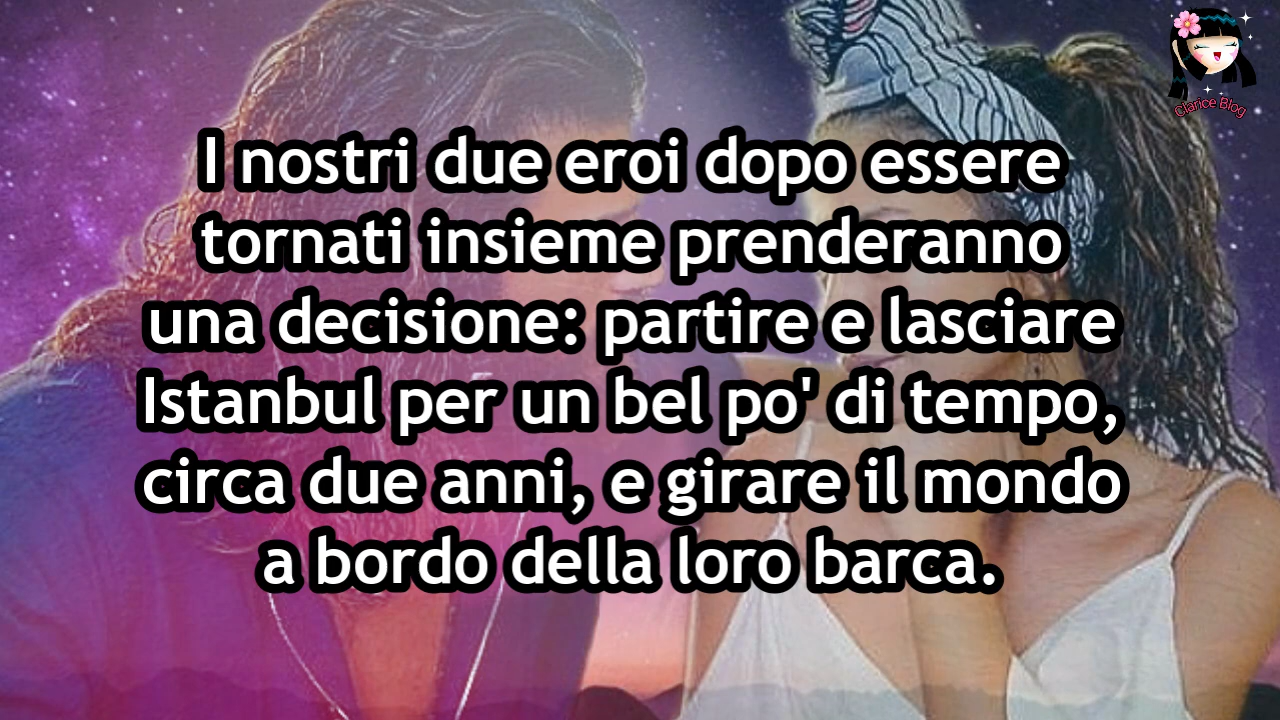 Clarice Blog
I nostri due eroi dopo essere
tornati insieme prenderanno
una decisione: partire e lasciare
Istanbul per un bel po' di tempo,
circa due anni, e girare il mondo
a bordo della loro barca.